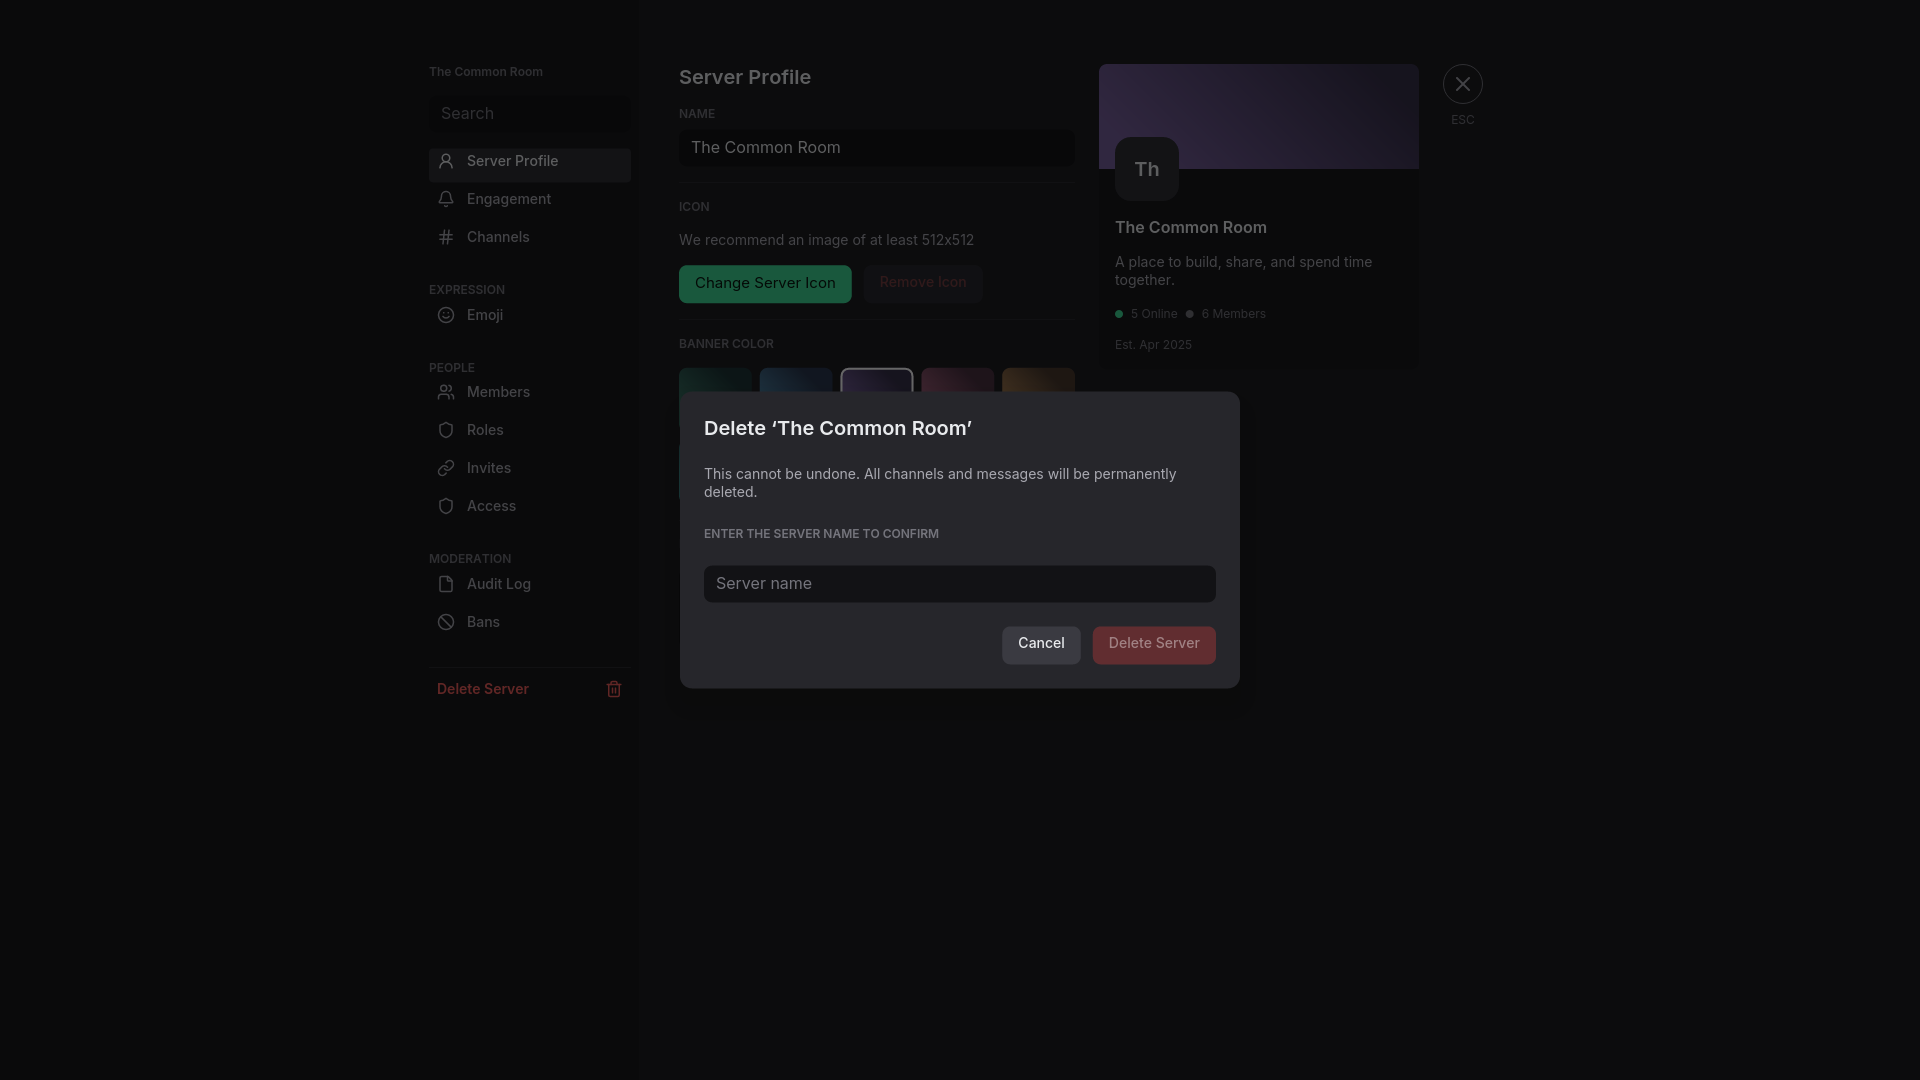 The Common Room
Search
Server Profile
Engagement
Channels
EXPRESSION
Emoji
PEOPLE
Members
Roles
Invites
Access
MODERATION
Audit Log
Bans
Delete Server
Server Profile
NAME
The Common Room
ICON
We recommend an image of at least 512x512
Change Server Icon
Remove Icon
BANNER COLOR
Th
The Common Room
A place to build, share, and spend time
together.
5 Online
6 Members
Est. Apr 2025
ESC
Delete ‘The Common Room’
This cannot be undone. All channels and messages will be permanently
deleted.
ENTER THE SERVER NAME TO CONFIRM
Server name
Cancel
Delete Server